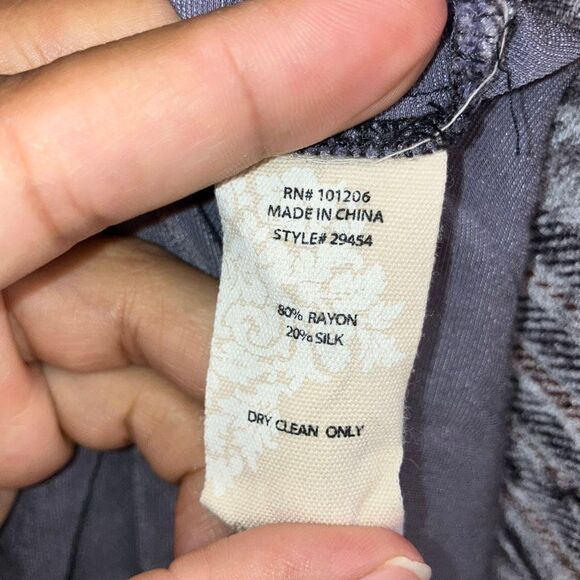 RN# 101206
MADE IN CHINA
STYLE# 29454
80% RAYON
20% SILK
DRY CLEAN ONLY